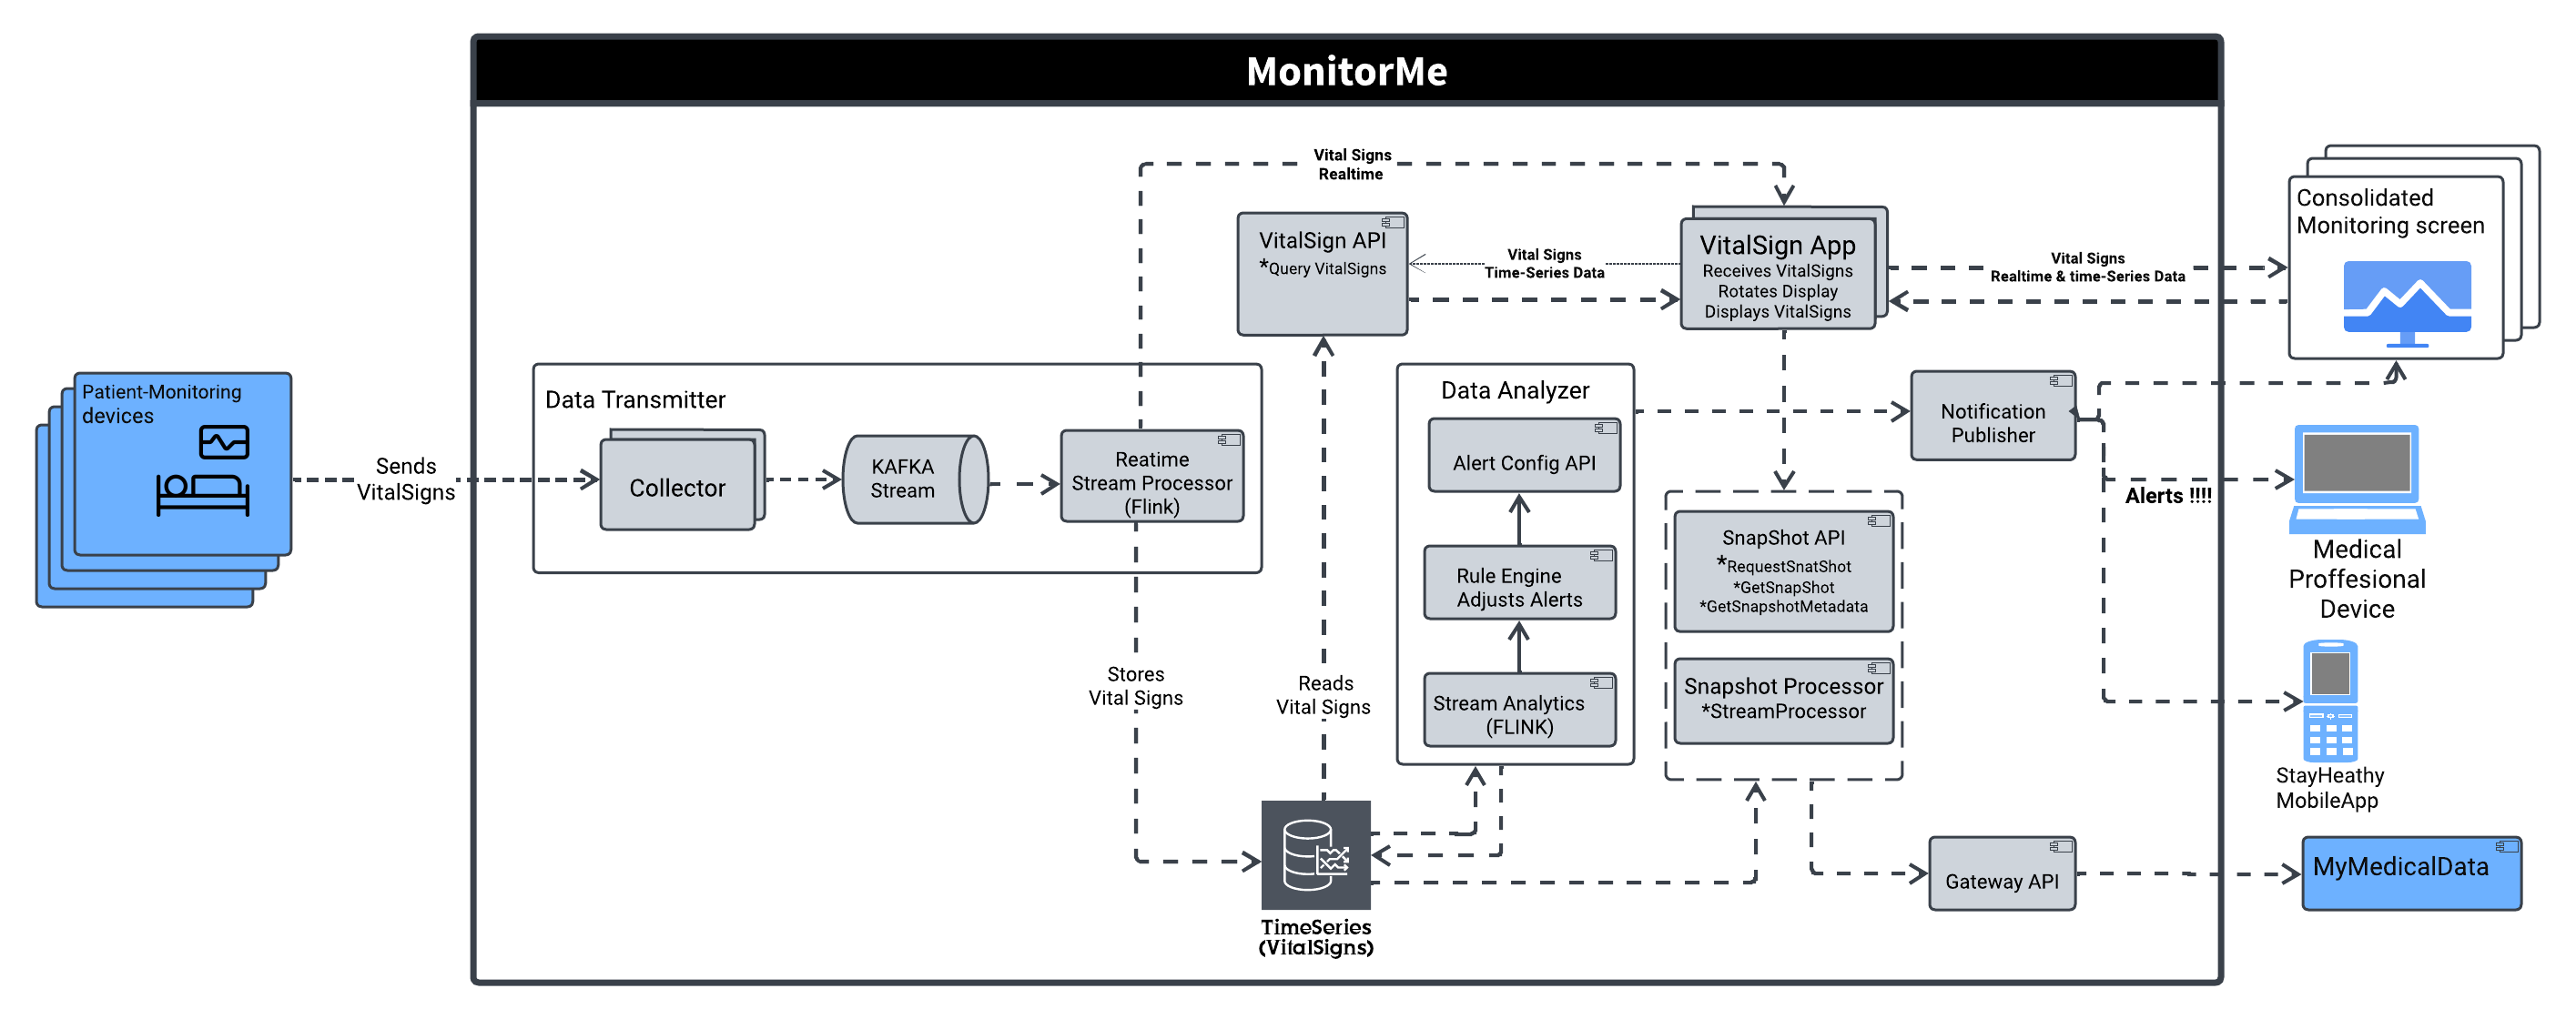 MonitorMe
Patient-Monitoring
devices
Sends
VitalSigns
Data Transmitter
Collector
KAFKA
Stream
Reatime
Stream Processor
(Flink)
Vital Signs
Realtime
VitalSign API
*Query VitalSigns
Vital Signs
Time-Series Data
VitalSign App
Receives VitalSigns
Rotates Display
Displays VitalSigns
Vital Signs
Realtime & time-Series Data
Consolidated
Monitoring screen
Data Analyzer
Alert Config API
Rule Engine
Adjusts Alerts
Stream Analytics
(FLINK)
Notification
Publisher
Alerts !!!!
Medical
Proffesional
Device
SnapShot API
*RequestSnatShot
*GetSnapShot
*GetSnapshotMetadata
Snapshot Processor
*StreamProcessor
Stores
Vital Signs
Reads
Vital Signs
StayHeathy
MobileApp
TimeSeries
(VitalSigns)
Gateway API
MyMedicalData